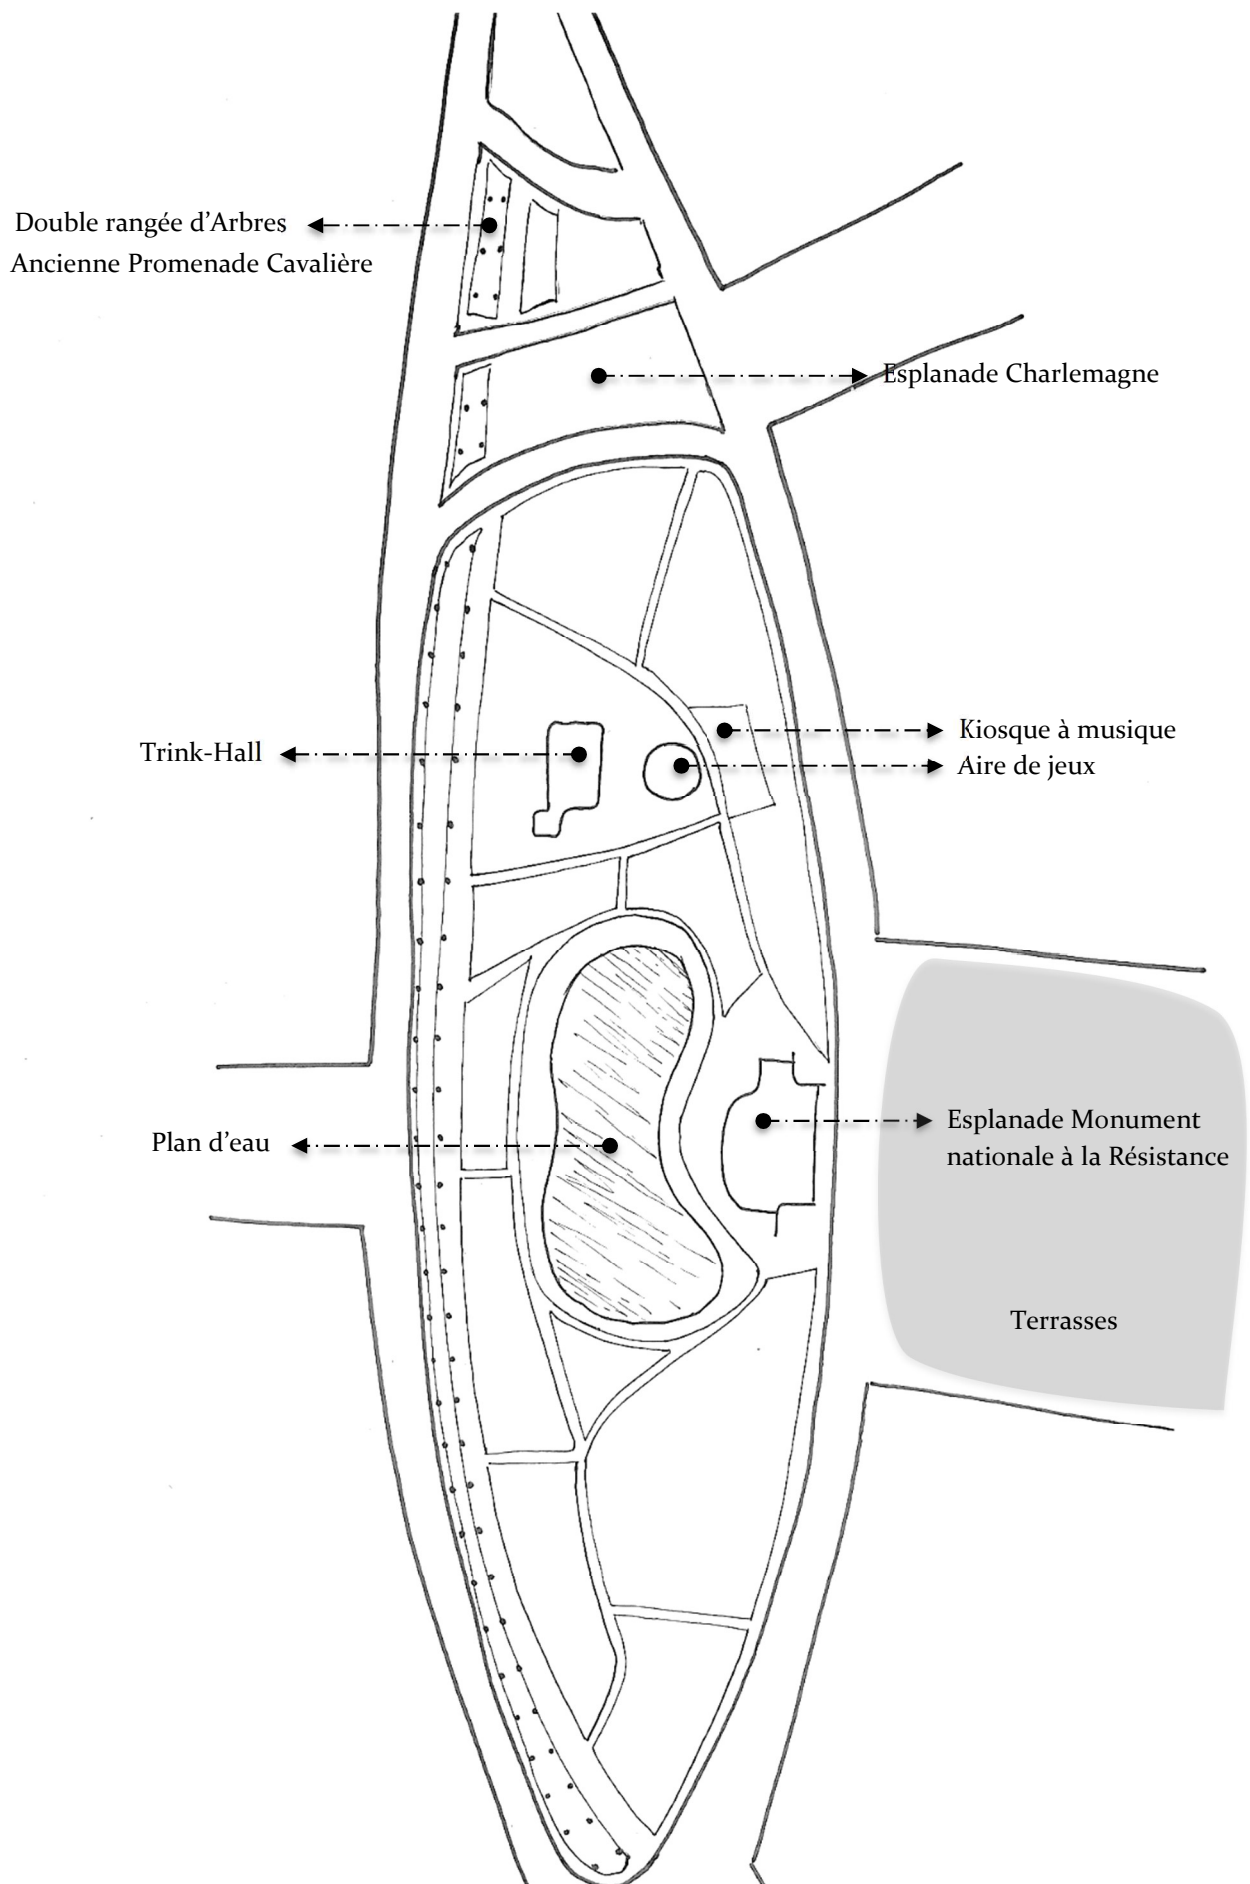 Double rangée d'Arbres
Ancienne Promenade Cavalière
Esplanade Charlemagne
Kiosque à musique
Trink-Hall
Aire de jeux
Esplanade Monument
nationale à la Résistance
Plan d'eau
Terrasses